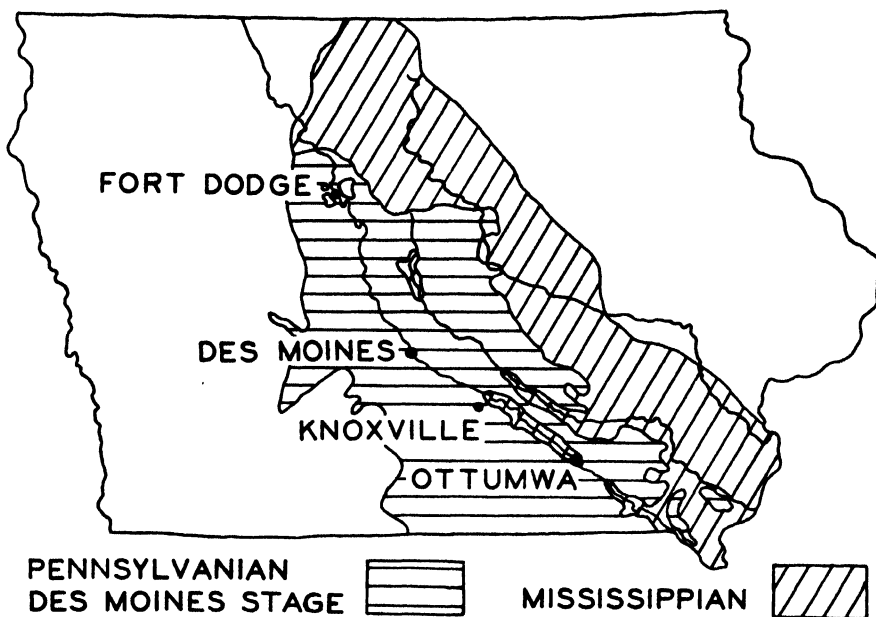 FORT DODGE
DES MOINES
KNOXVILLE
OTTUMWA
PENNSYLVANIAN
DES MOINES STAGE
MISSISSIPPIAN